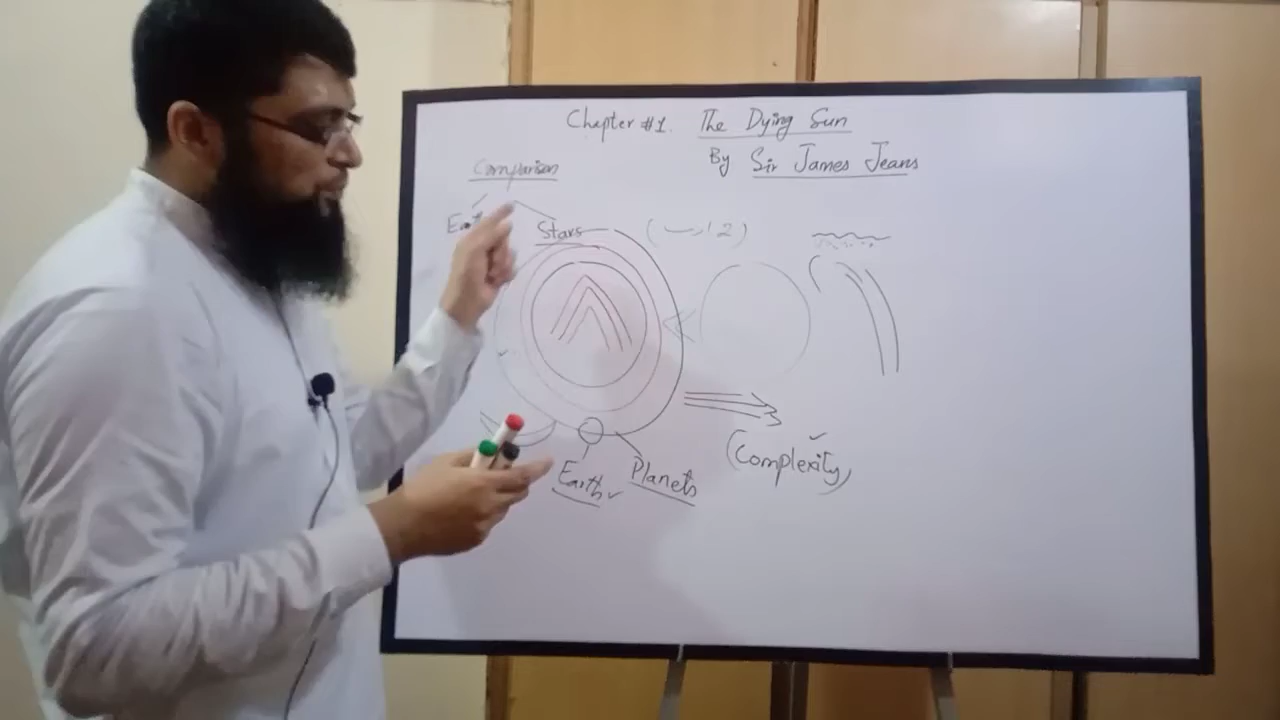 Chapter #1. The Dying Sun
By Sir James Jeans
Comparison
Stars
(Complexity)
Earth
Planets